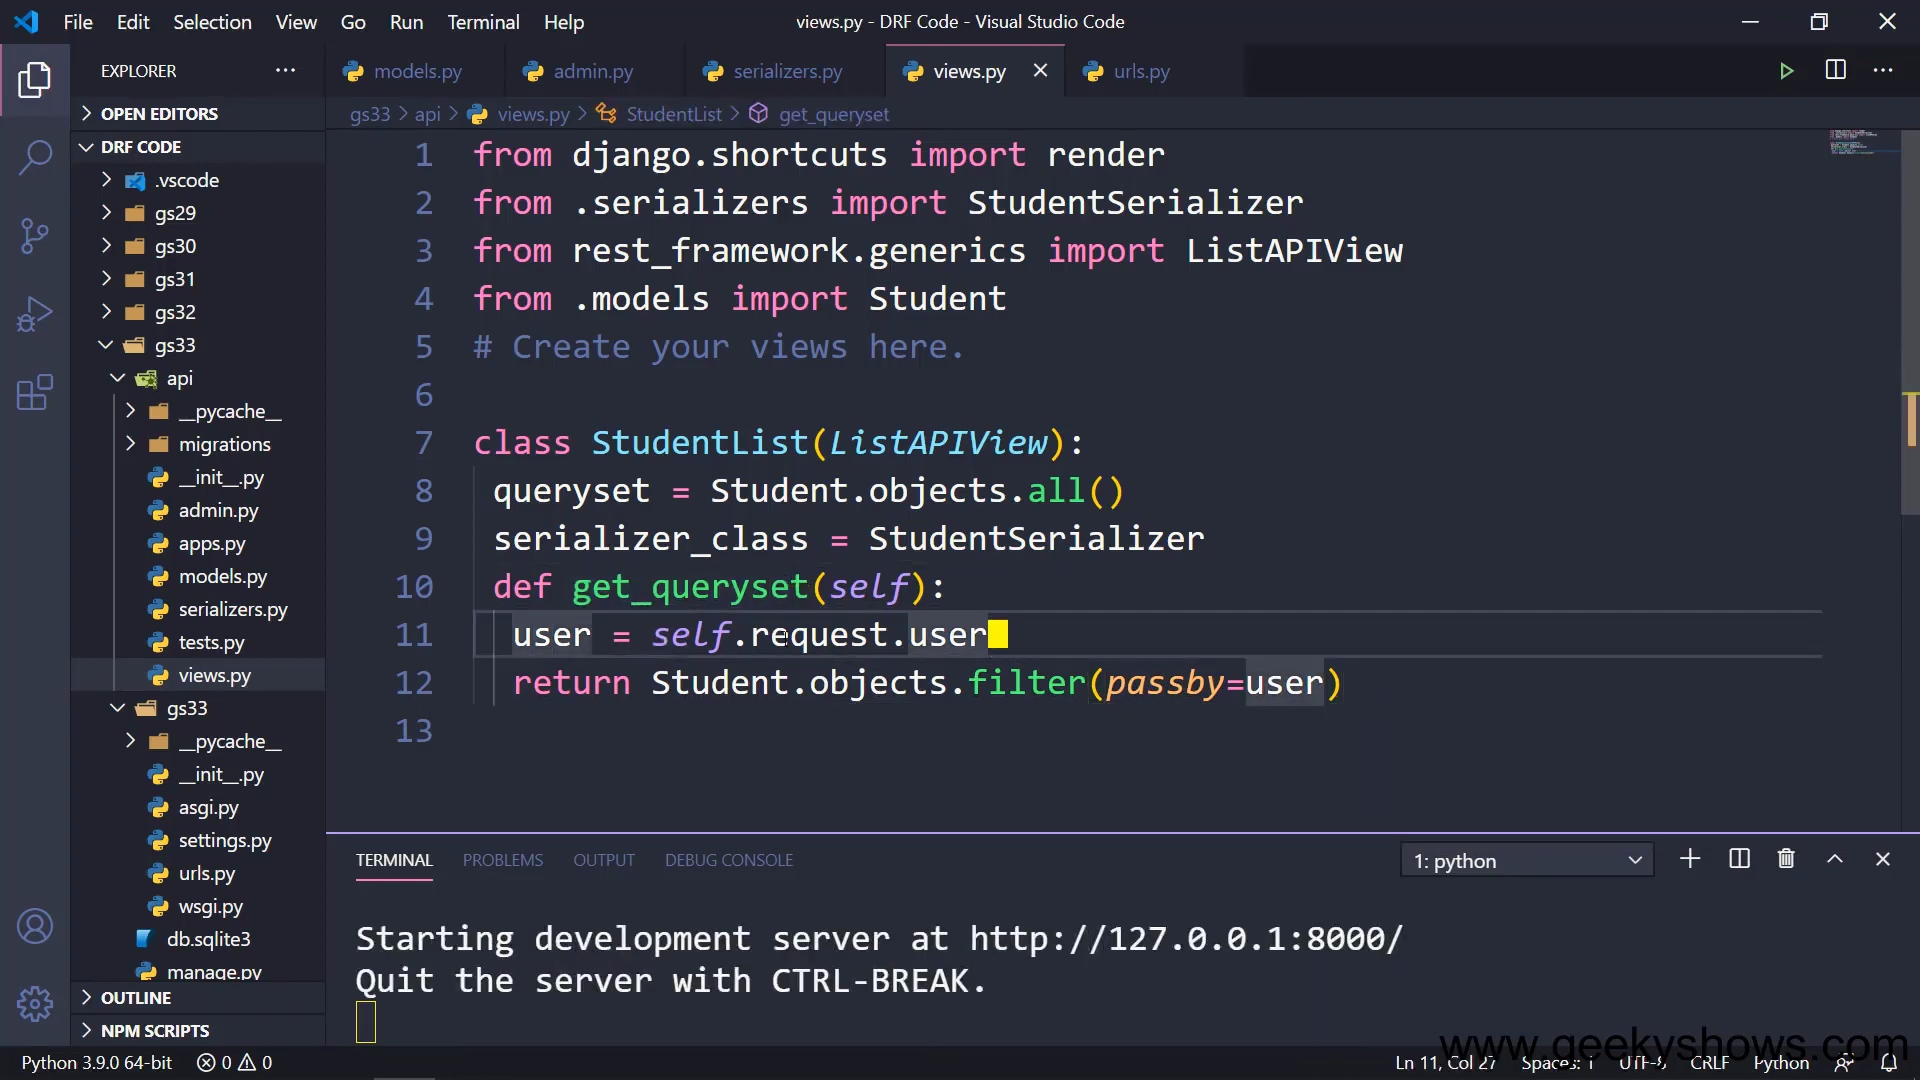 File Edit Selection View Go Run Terminal Help
views.py - DRF Code - Visual Studio Code
EXPLORER ...
models.py admin.py serializers.py views.py urls.py
OPEN EDITORS
gs33 > api > views.py > StudentList > get_queryset
DRF CODE
.vscode
gs29
gs30
gs31
gs32
gs33
api
__pycache__
migrations
__init__.py
admin.py
apps.py
models.py
serializers.py
tests.py
views.py
gs33
__pycache__
__init__.py
asgi.py
settings.py
urls.py
wsgi.py
db.sqlite3
manage.py
OUTLINE
NPM SCRIPTS
1 from django.shortcuts import render
2 from .serializers import StudentSerializer
3 from rest_framework.generics import ListAPIView
4 from .models import Student
5 # Create your views here.
6
7 class StudentList(ListAPIView):
8 queryset = Student.objects.all()
9 serializer_class = StudentSerializer
10 def get_queryset(self):
11 user = self.request.user
12 return Student.objects.filter(passby=user)
13
TERMINAL PROBLEMS OUTPUT DEBUG CONSOLE
1: python
Starting development server at http://127.0.0.1:8000/
Quit the server with CTRL-BREAK.
www.geekyshows.com
Python 3.9.0 64-bit 0 0
Ln 11, Col 27 Spaces: 1 UTF-8 CRLF Python